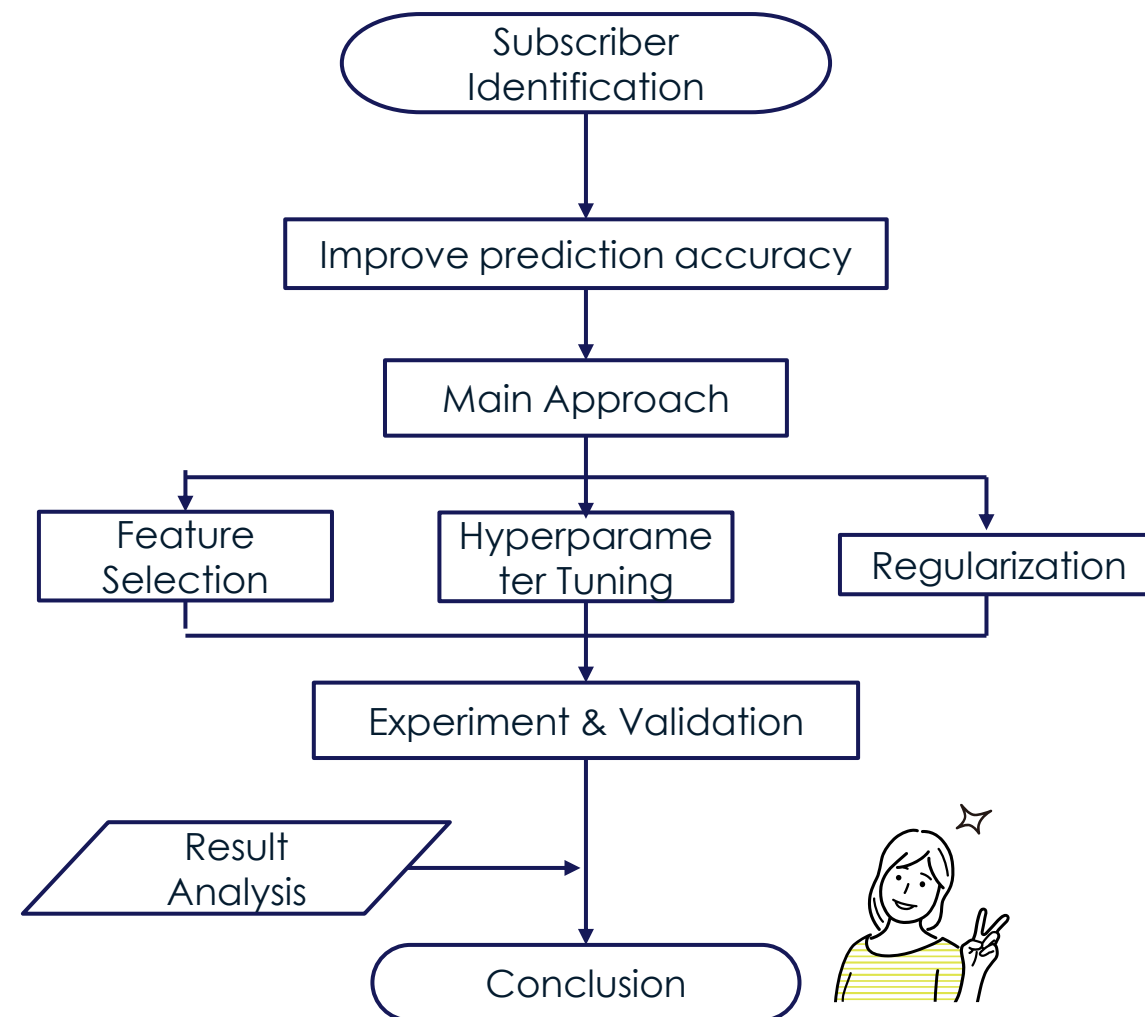 Subscriber
Identification
Improve prediction accuracy
Main Approach
Feature
Selection
Hyperparame
ter Tuning
Regularization
Experiment & Validation
Result
Analysis
Conclusion